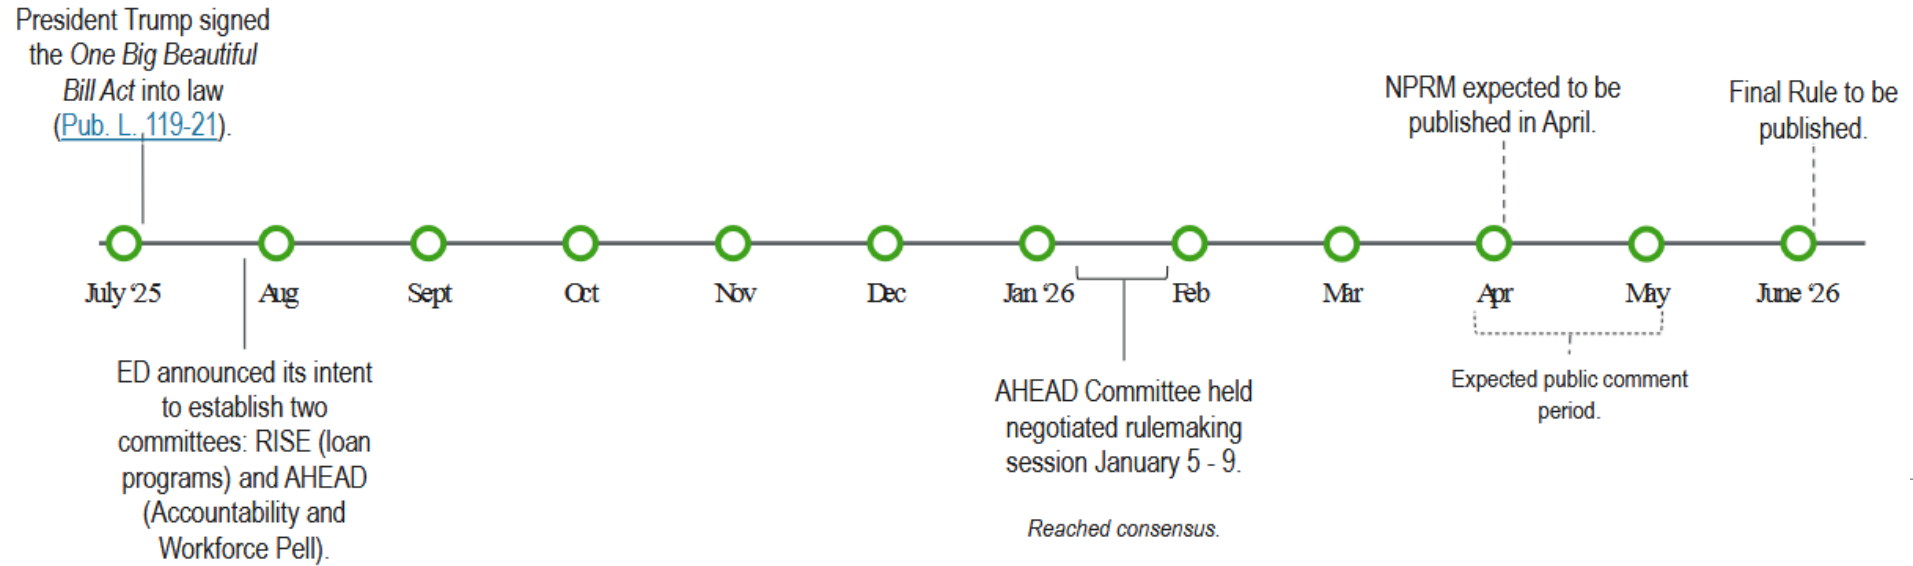 President Trump signed
the One Big Beautiful
Bill Act into law
(Pub. L. 119-21).
NPRM expected to be
published in April.
Final Rule to be
published.
July ‘25
Aug
Sept
Oct
Nov
Dec
Jan ‘26
Feb
Mar
Apr
May
June ‘26
ED announced its intent
to establish two
committees: RISE (loan
programs) and AHEAD
(Accountability and
Workforce Pell).
AHEAD Committee held
negotiated rulemaking
session January 5 - 9.
Reached consensus.
Expected public comment
period.